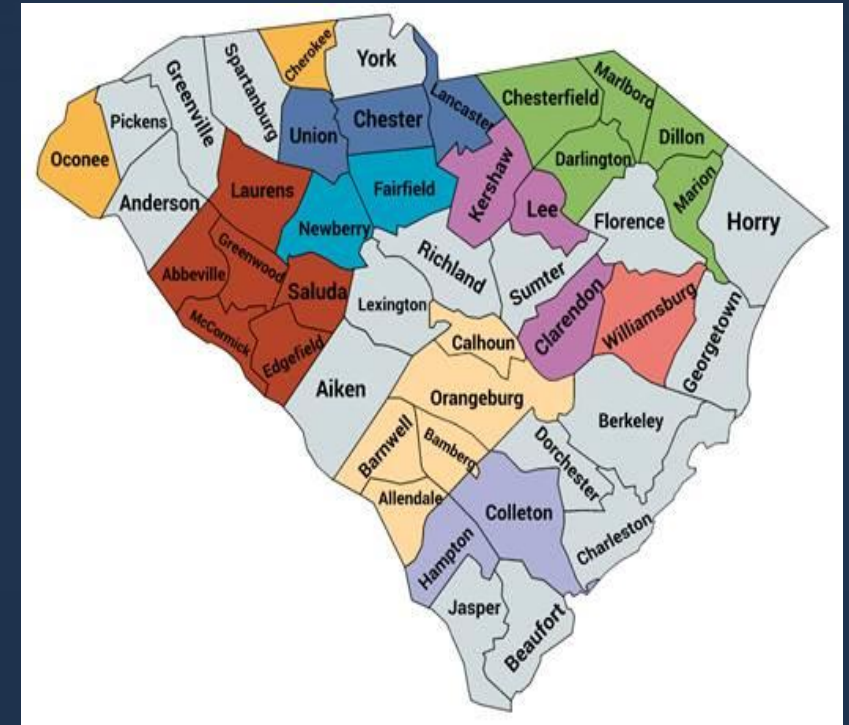 Cherokee
York
Spartanburg
Greenville
Pickens
Oconee
Anderson
Union
Chester
Lancaster
Chesterfield
Marlboro
Dillon
Darlington
Marion
Horry
Laurens
Newberry
Fairfield
Kershaw
Lee
Florence
Abbeville
Greenwood
Saluda
McCormick
Edgefield
Lexington
Richland
Sumter
Clarendon
Williamsburg
Georgetown
Calhoun
Aiken
Orangeburg
Berkeley
Barnwell
Bamberg
Dorchester
Allendale
Colleton
Charleston
Hampton
Jasper
Beaufort